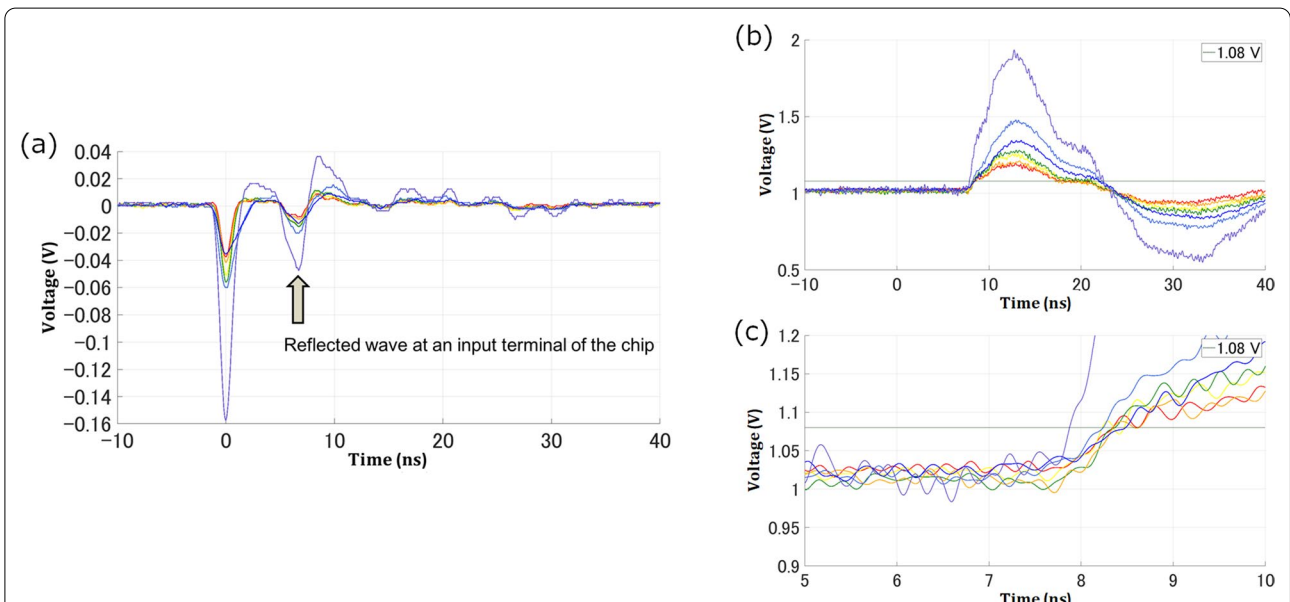 (a)
0.04
0.02
0
−0.02
−0.04
−0.06
−0.08
−0.1
−0.12
−0.14
−0.16
Voltage (V)
−10 0 10 20 30 40
Time (ns)
Reflected wave at an input terminal of the chip
(b)
2
1.5
1
0.5
Voltage (V)
1.08 V
−10 0 10 20 30 40
Time (ns)
(c)
1.2
1.15
1.1
1.05
1
0.95
0.9
Voltage (V)
1.08 V
5 6 7 8 9 10
Time (ns)